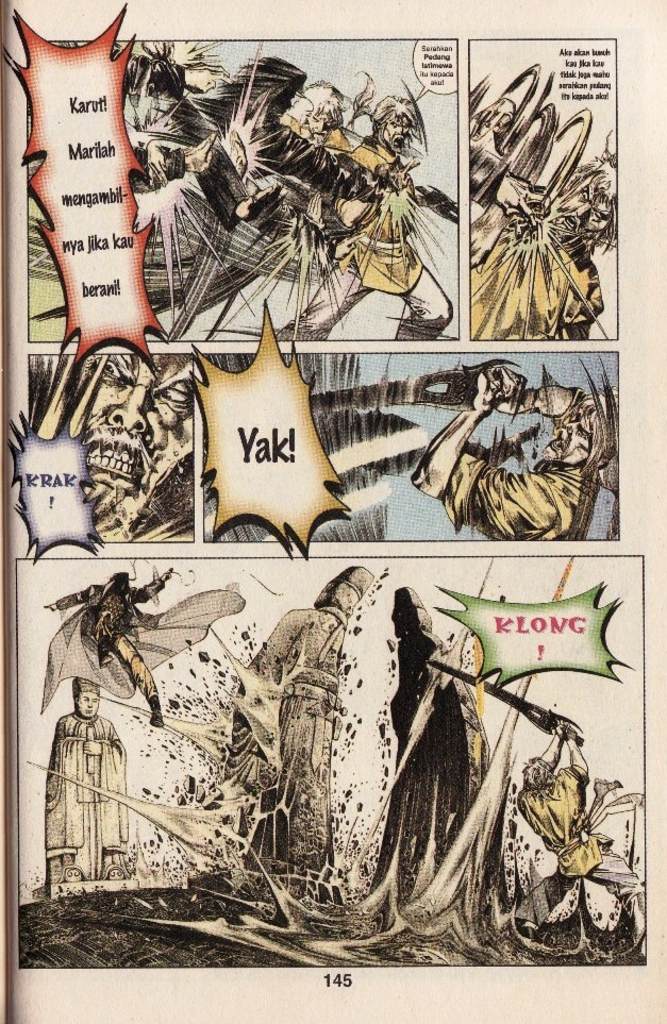 Karut!
Marilah
mengambil-
nya jika kau
berani!
Serahkan
Pedang
Istimewa
itu kepada
aku!
Aku akan bunuh
kau jika kau
tidak juga mahu
serahkan pedang
itu kepada aku!
KRAK
!
Yak!
KLONG
!
145